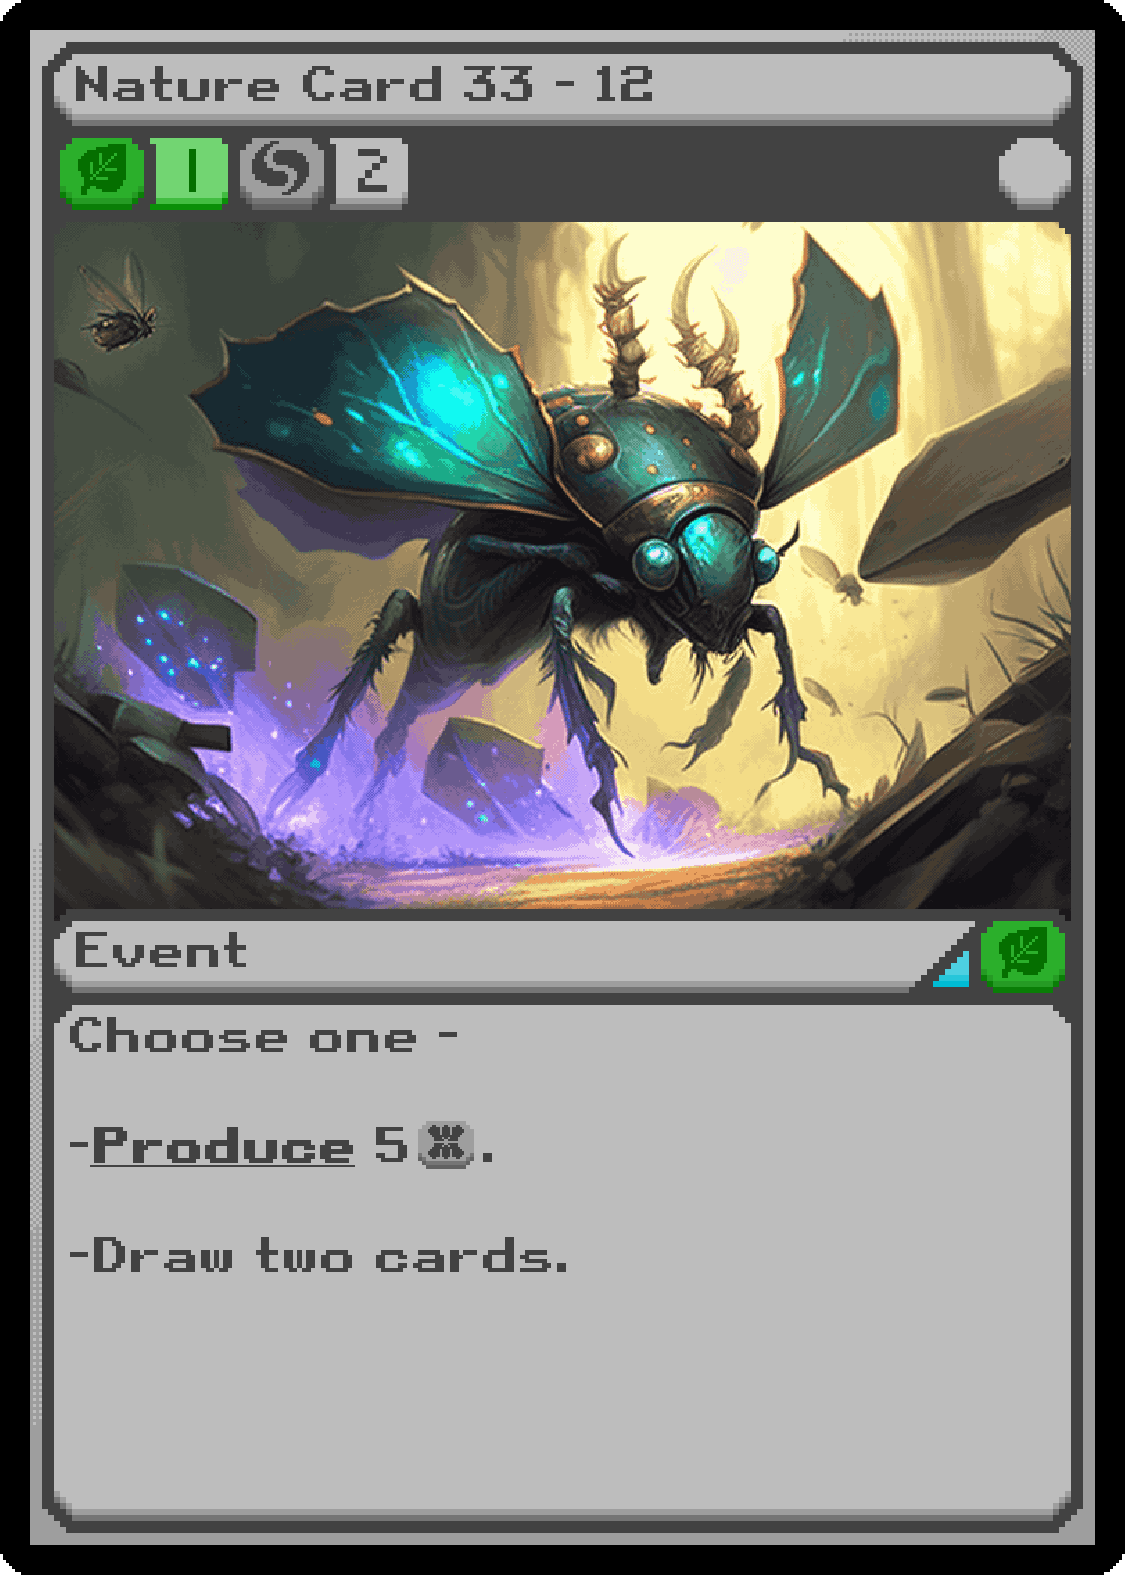 Nature Card 33 - 12
1 2
Event
Choose one -
-Produce 5 .
-Draw two cards.